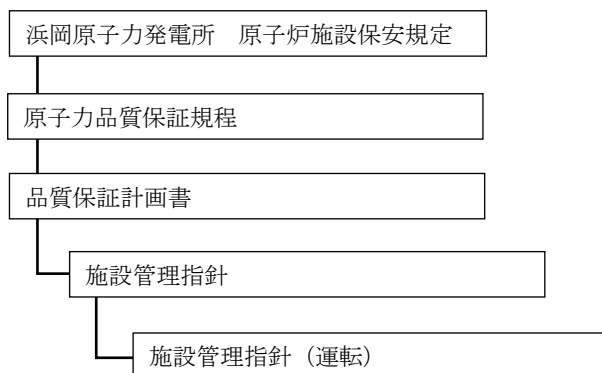 浜岡原子力発電所　原子炉施設保安規定
原子力品質保証規程
品質保証計画書
施設管理指針
施設管理指針（運転）